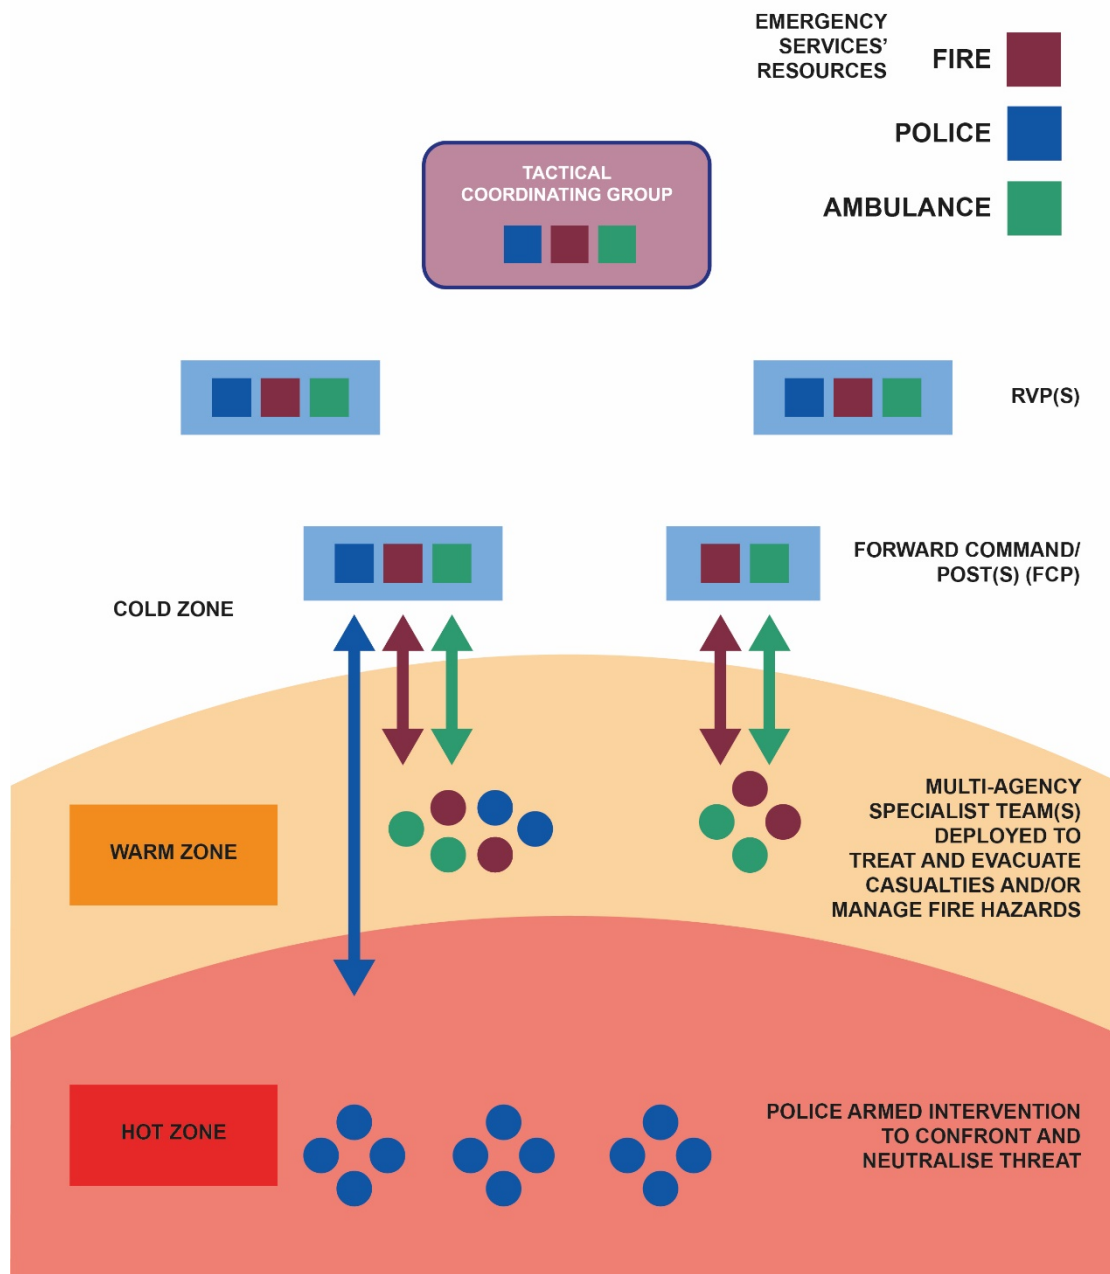 EMERGENCY
SERVICES'
RESOURCES
FIRE
POLICE
AMBULANCE
TACTICAL
COORDINATING GROUP
RVP(S)
FORWARD COMMAND/
POST(S) (FCP)
COLD ZONE
WARM ZONE
MULTI-AGENCY
SPECIALIST TEAM(S)
DEPLOYED TO
TREAT AND EVACUATE
CASUALTIES AND/OR
MANAGE FIRE HAZARDS
HOT ZONE
POLICE ARMED INTERVENTION
TO CONFRONT AND
NEUTRALISE THREAT